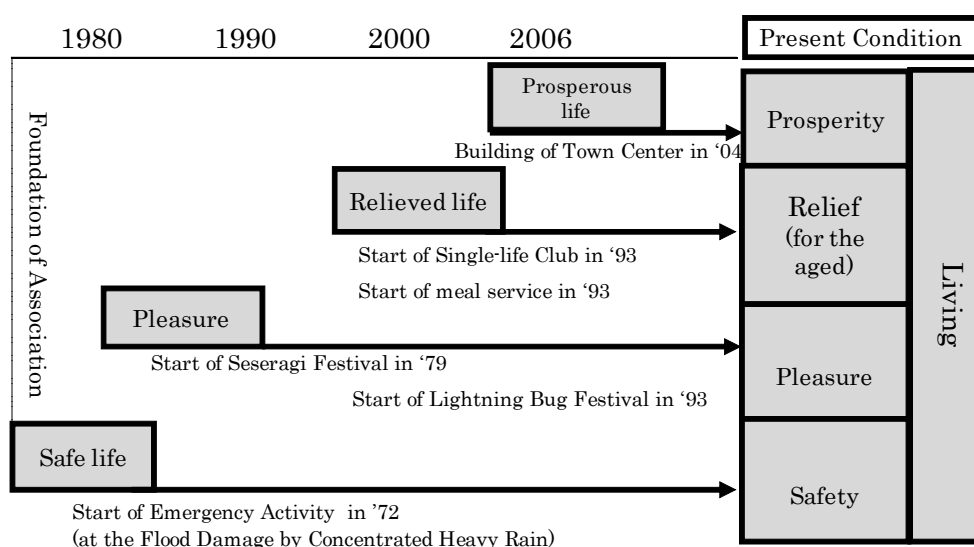 1980 1990 2000 2006 Present Condition
Foundation of Association
Prosperous
life
Building of Town Center in ‘04
Prosperity
Relieved life
Start of Single-life Club in ‘93
Start of meal service in ‘93
Relief
(for the
aged)
Pleasure
Start of Seseragi Festival in ‘79
Start of Lightning Bug Festival in ‘93
Pleasure
Safe life
Start of Emergency Activity in ’72
(at the Flood Damage by Concentrated Heavy Rain)
Safety
Living